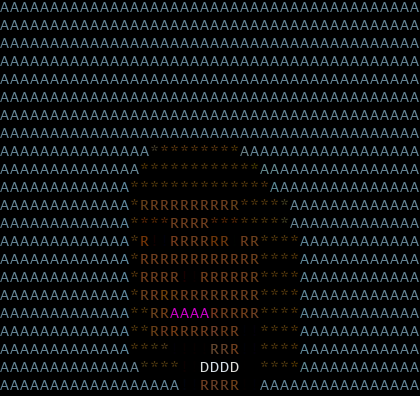 AAAAAAAAAAAAAAAAAAAAAAAAAAAAAAAAAAAAAAAAAA
AAAAAAAAAAAAAAAAAAAAAAAAAAAAAAAAAAAAAAAAAA
AAAAAAAAAAAAAAAAAAAAAAAAAAAAAAAAAAAAAAAAAA
AAAAAAAAAAAAAAAAAAAAAAAAAAAAAAAAAAAAAAAAAA
AAAAAAAAAAAAAAAAAAAAAAAAAAAAAAAAAAAAAAAAAA
AAAAAAAAAAAAAAAAAAAAAAAAAAAAAAAAAAAAAAAAAA
AAAAAAAAAAAAAAAAAAAAAAAAAAAAAAAAAAAAAAAAAA
AAAAAAAAAAAAAAAAAAAAAAAAAAAAAAAAAAAAAAAAAA
AAAAAAAAAAAAAAA*********AAAAAAAAAAAAAAAAAA
AAAAAAAAAAAAAA************AAAAAAAAAAAAAAAA
AAAAAAAAAAAAA**************AAAAAAAAAAAAAAA
AAAAAAAAAAAAA*RRRRRRRRRR*****AAAAAAAAAAAAA
AAAAAAAAAAAAA****RRRR********AAAAAAAAAAAAA
AAAAAAAAAAAAA*R  RRRRRR RR****AAAAAAAAAAAA
AAAAAAAAAAAAA*RRRRRRRRRRRR****AAAAAAAAAAAA
AAAAAAAAAAAAA*RRRR  RRRRRR****AAAAAAAAAAAA
AAAAAAAAAAAAA*RRRRRRRRRRRR****AAAAAAAAAAAA
AAAAAAAAAAAAA**RRAAAARRRRR****AAAAAAAAAAAA
AAAAAAAAAAAAA**RRRRRRRRR  ****AAAAAAAAAAAA
AAAAAAAAAAAAA****    RRR  ****AAAAAAAAAAAA
AAAAAAAAAAAAAA****  DDDD  ****AAAAAAAAAAAA
AAAAAAAAAAAAAAAAAA  RRRR  AAAAAAAAAAAAAAAA